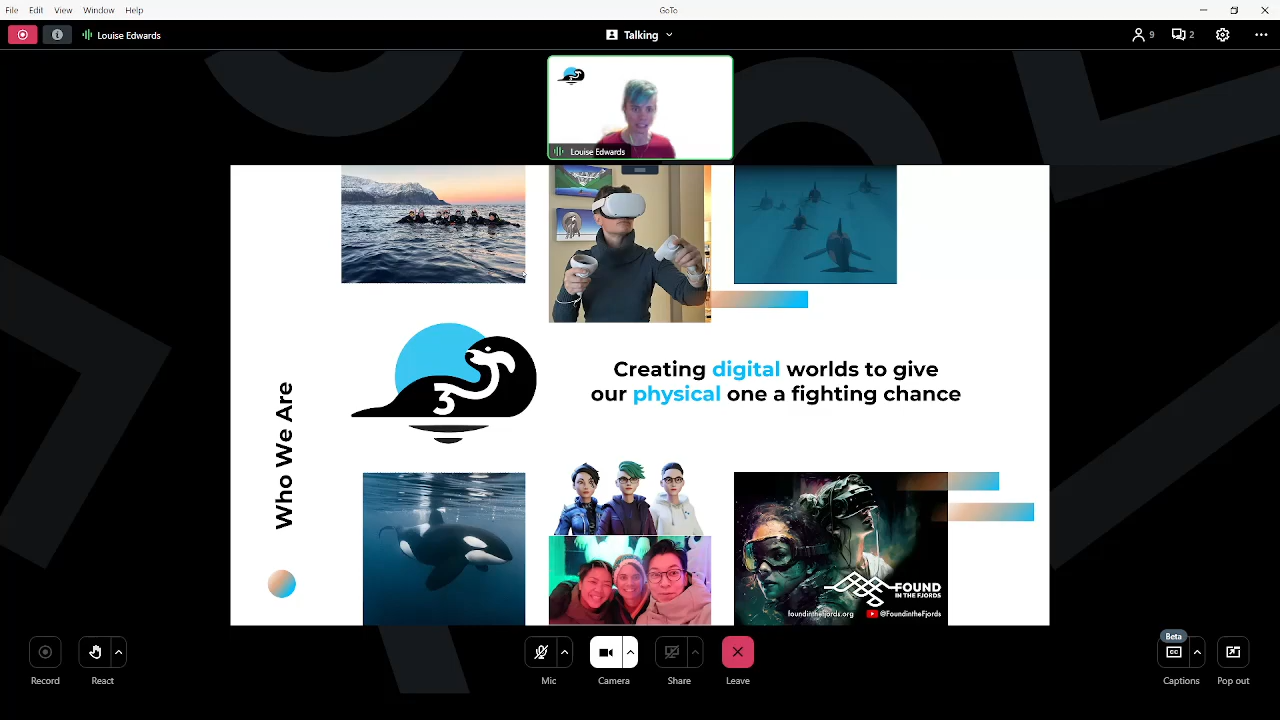 File Edit View Window Help
GoTo
Louise Edwards
Talking
9
2
Louise Edwards
Who We Are
3
Creating digital worlds to give
our physical one a fighting chance
FOUND
IN THE FJORDS
foundinthefjords.org @FoundintheFjords
Record
React
Mic
Camera
Share
Leave
Beta
CC
Captions
Pop out